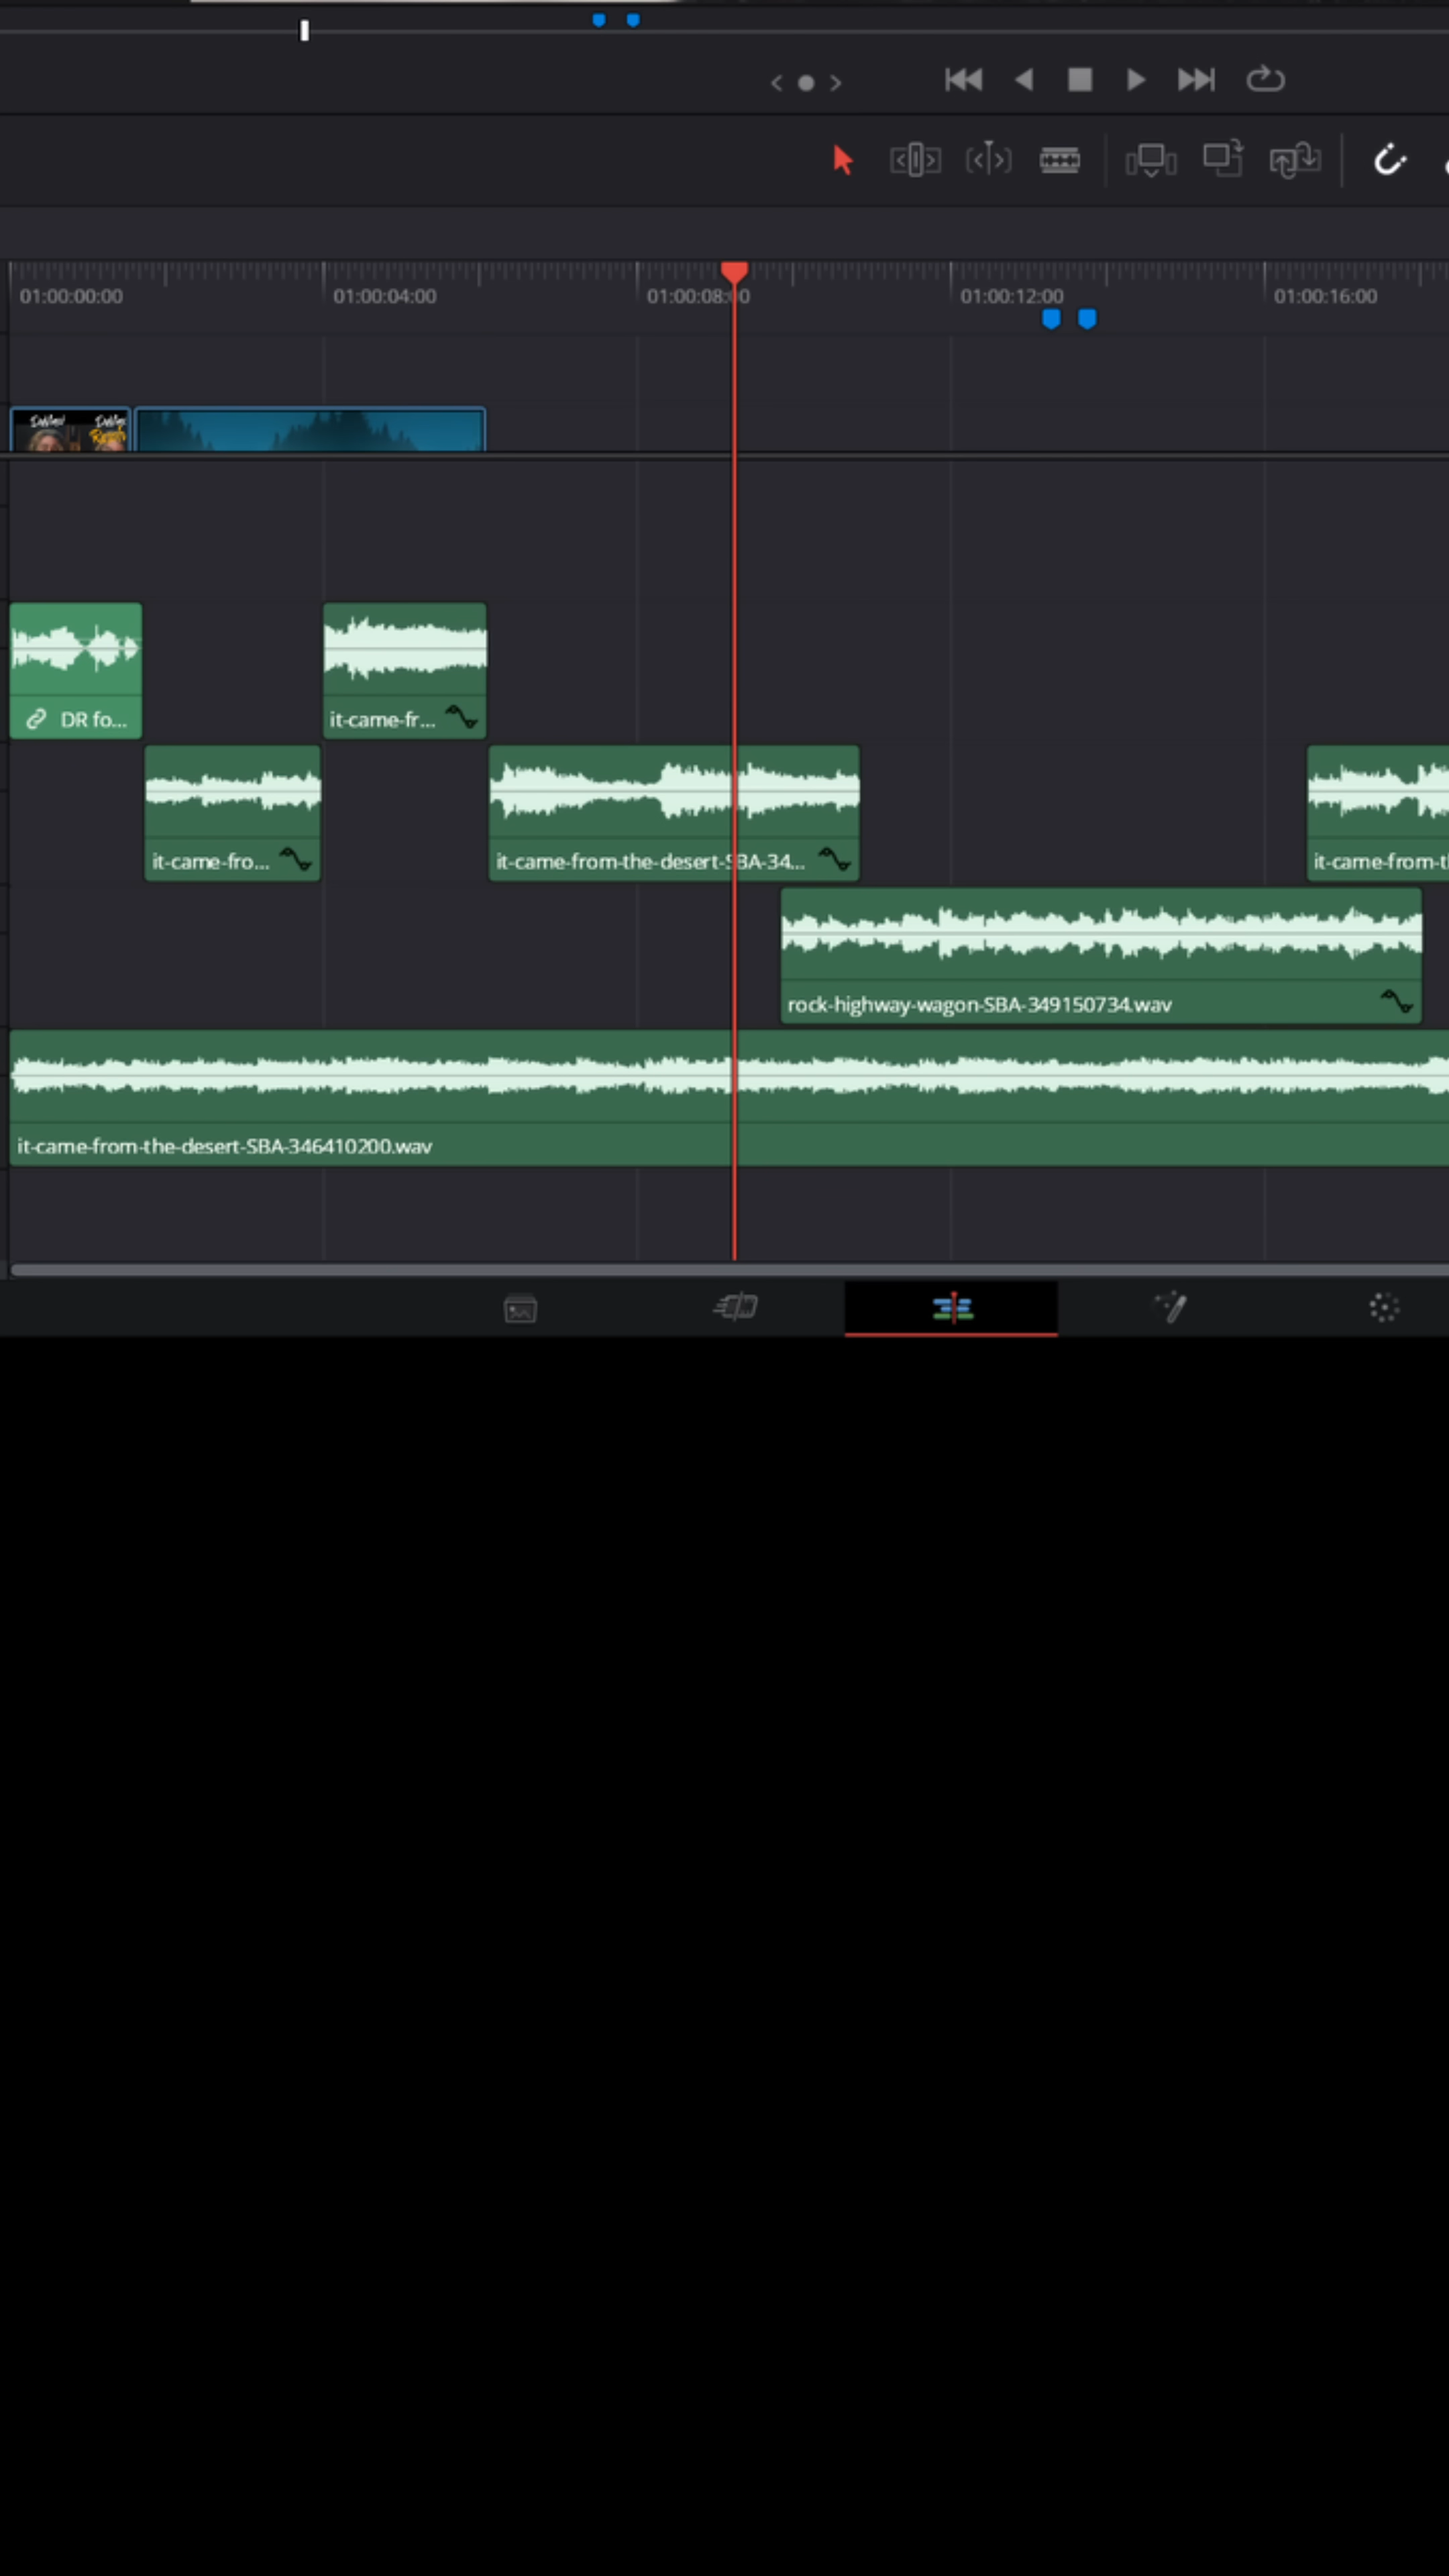 01:00:00:00 01:00:04:00 01:00:08:00 01:00:12:00 01:00:16:00
DaVinci DaVinci
DR fo... it-came-fr...
it-came-fro... it-came-from-the-desert-SBA-34... it-came-from-t
rock-highway-wagon-SBA-349150734.wav
it-came-from-the-desert-SBA-346410200.wav